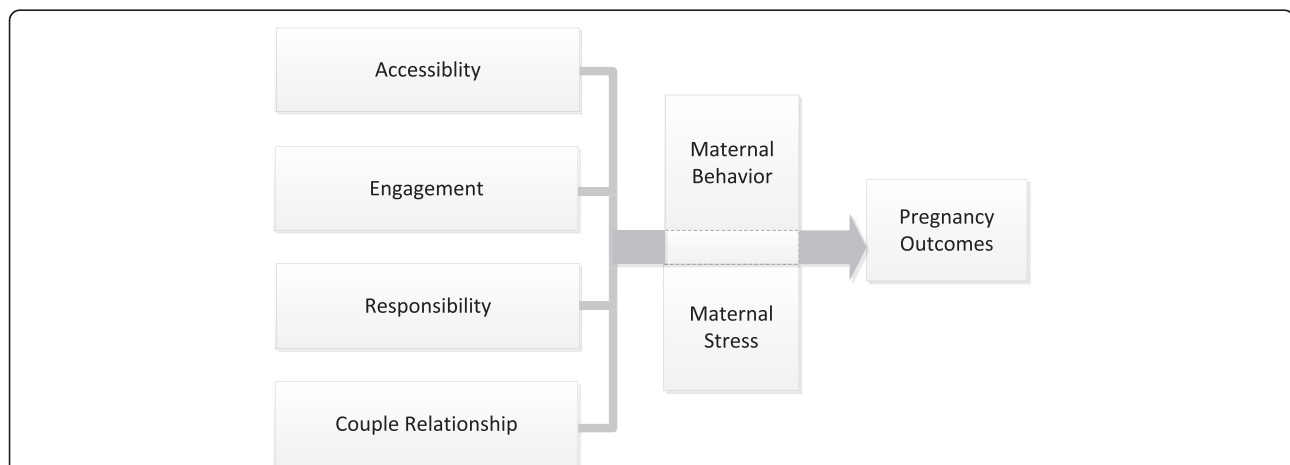 Accessiblity
Engagement
Responsibility
Couple Relationship
Maternal
Behavior
Maternal
Stress
Pregnancy
Outcomes